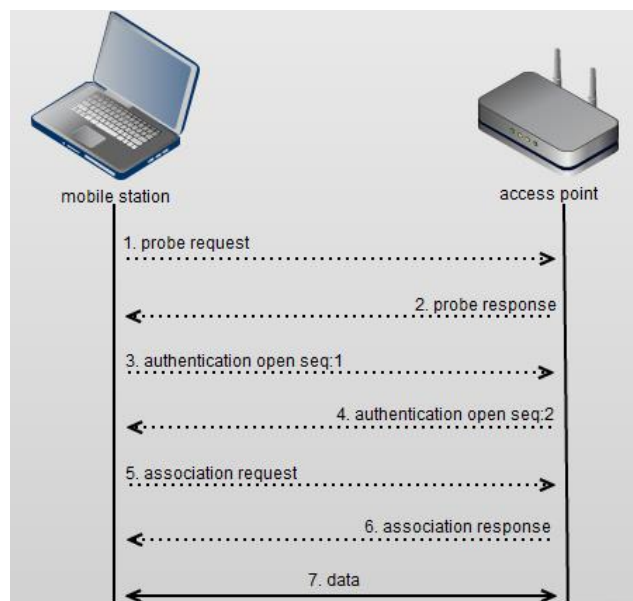 mobile station
access point
1. probe request
2. probe response
3. authentication open seq:1
4. authentication open seq:2
5. association request
6. association response
7. data